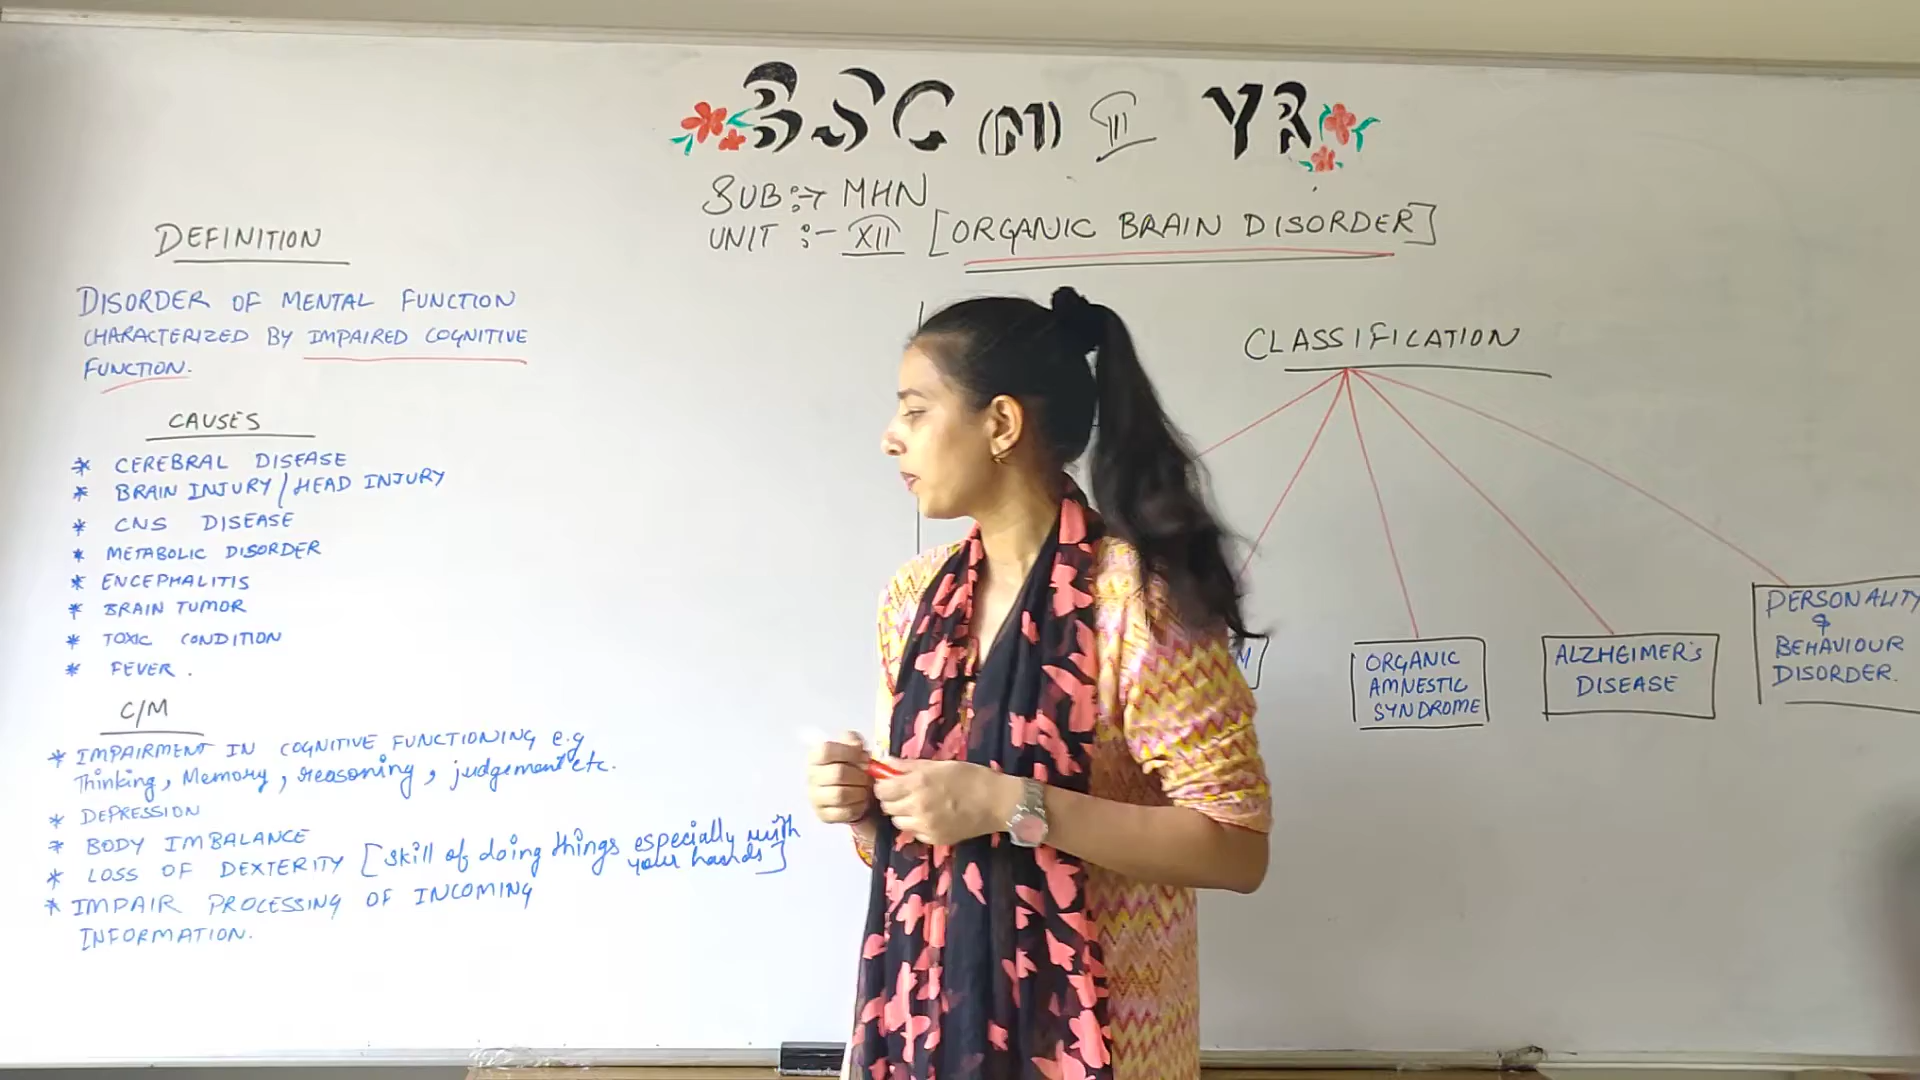 BSC (N) III YR
SUB:- MHN
UNIT :- XII [ORGANIC BRAIN DISORDER]
DEFINITION
DISORDER OF MENTAL FUNCTION
CHARACTERIZED BY IMPAIRED COGNITIVE
FUNCTION.
CAUSES
* CEREBRAL DISEASE
* BRAIN INJURY/HEAD INJURY
* CNS DISEASE
* METABOLIC DISORDER
* ENCEPHALITIS
* BRAIN TUMOR
* TOXIC CONDITION
* FEVER.
C/M
* IMPAIRMENT IN COGNITIVE FUNCTIONING e.g
Thinking, Memory, reasoning, judgement etc.
* DEPRESSION
* BODY IMBALANCE
* LOSS OF DEXTERITY [skill of doing things especially with
your hands]
* IMPAIR PROCESSING OF INCOMING
INFORMATION.
CLASSIFICATION
M
ORGANIC
AMNESTIC
SYNDROME
ALZHEIMER's
DISEASE
PERSONALITY
&
BEHAVIOUR
DISORDER.